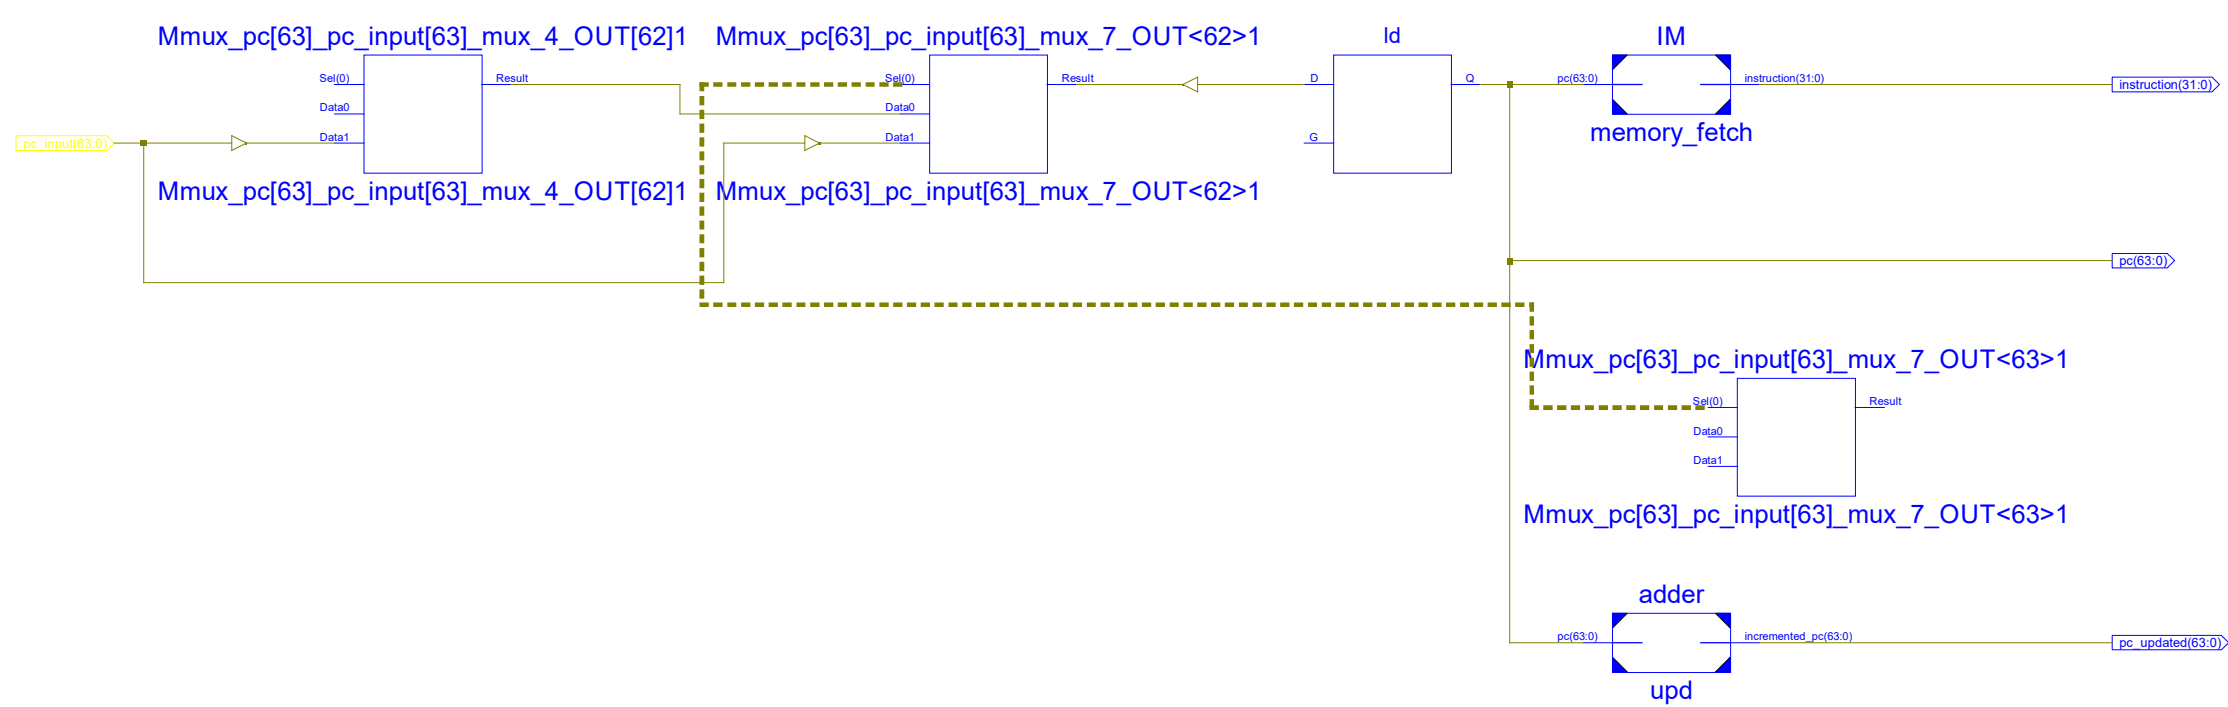 Mmux_pc[63]_pc_input[63]_mux_4_OUT[62]1
Mmux_pc[63]_pc_input[63]_mux_7_OUT<62>1
ld
IM
Sel(0)
Result
Sel(0)
Result
D
Q
pc(63:0)
instruction(31:0)
instruction(31:0)
Data0
Data0
pc_input(63:0)
Data1
Data1
G
memory_fetch
Mmux_pc[63]_pc_input[63]_mux_4_OUT[62]1
Mmux_pc[63]_pc_input[63]_mux_7_OUT<62>1
pc(63:0)
Mmux_pc[63]_pc_input[63]_mux_7_OUT<63>1
Sel(0)
Result
Data0
Data1
Mmux_pc[63]_pc_input[63]_mux_7_OUT<63>1
adder
pc(63:0)
incremented_pc(63:0)
pc_updated(63:0)
upd